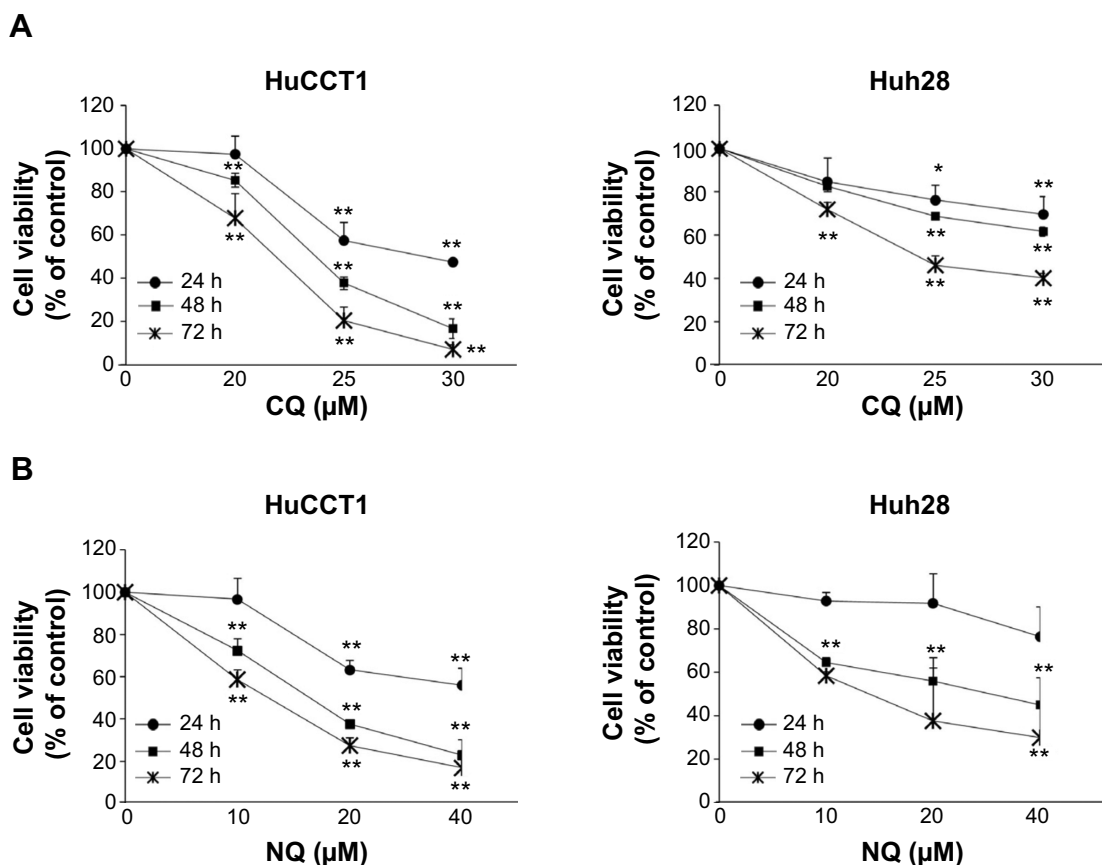 A
HuCCT1
Cell viability
(% of control)
120
100
80
60
40
20
0
**
**
**
**
**
**
**
**
24 h
48 h
72 h
0 20 25 30
CQ (µM)
Huh28
Cell viability
(% of control)
120
100
80
60
40
20
0
*
**
**
**
**
**
**
24 h
48 h
72 h
0 20 25 30
CQ (µM)
B
HuCCT1
Cell viability
(% of control)
120
100
80
60
40
20
0
**
**
**
**
**
**
**
**
24 h
48 h
72 h
0 10 20 40
NQ (µM)
Huh28
Cell viability
(% of control)
120
100
80
60
40
20
0
**
**
**
**
24 h
48 h
72 h
0 10 20 40
NQ (µM)